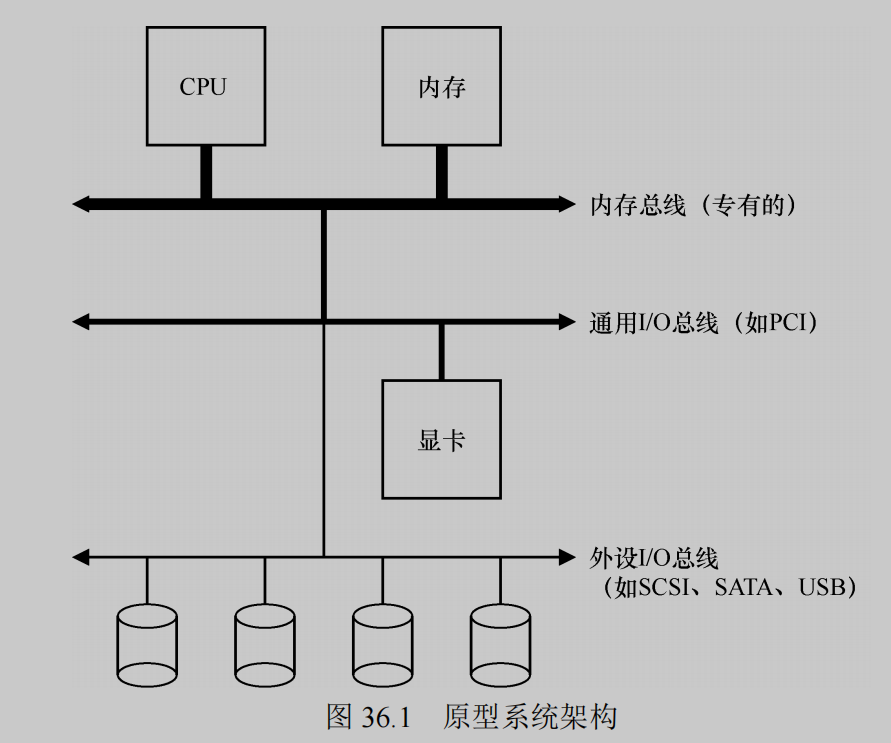 CPU
内存
内存总线（专有的）
通用I/O总线（如PCI）
显卡
外设I/O总线
（如SCSI、SATA、USB）
图 36.1 原型系统架构